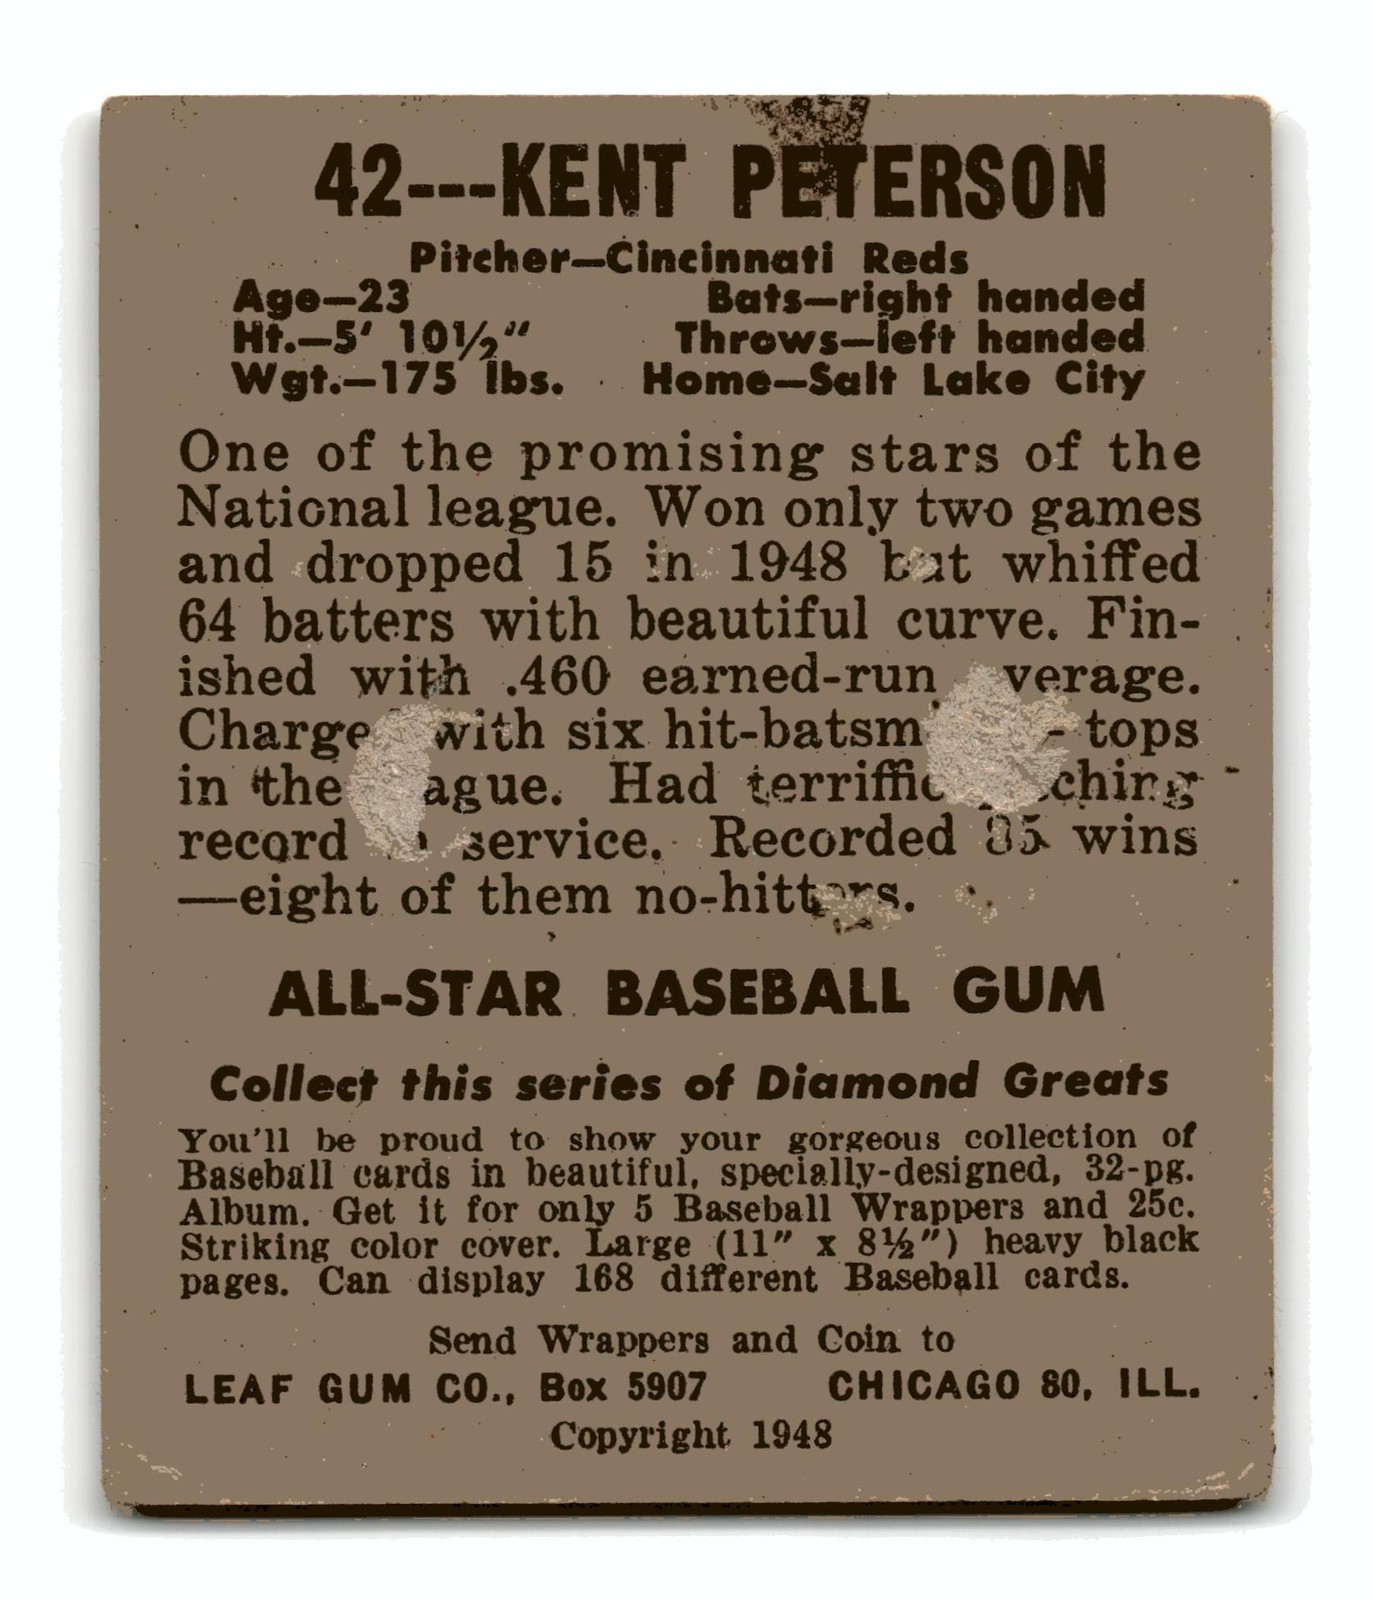 42---KENT PETERSON
Pitcher—Cincinnati Reds
Age—23 Bats—right handed
Ht.—5' 10½" Throws—left handed
Wgt.—175 lbs. Home—Salt Lake City
One of the promising stars of the
National league. Won only two games
and dropped 15 in 1948 but whiffed
64 batters with beautiful curve. Fin-
ished with .460 earned-run average.
Charged with six hit-batsm tops
in the league. Had terriffic pitching
record service. Recorded 85 wins
—eight of them no-hitters.
ALL-STAR BASEBALL GUM
Collect this series of Diamond Greats
You'll be proud to show your gorgeous collection of
Baseball cards in beautiful, specially-designed, 32-pg.
Album. Get it for only 5 Baseball Wrappers and 25c.
Striking color cover. Large (11" x 8½") heavy black
pages. Can display 168 different Baseball cards.
Send Wrappers and Coin to
LEAF GUM CO., Box 5907 CHICAGO 80, ILL.
Copyright 1948